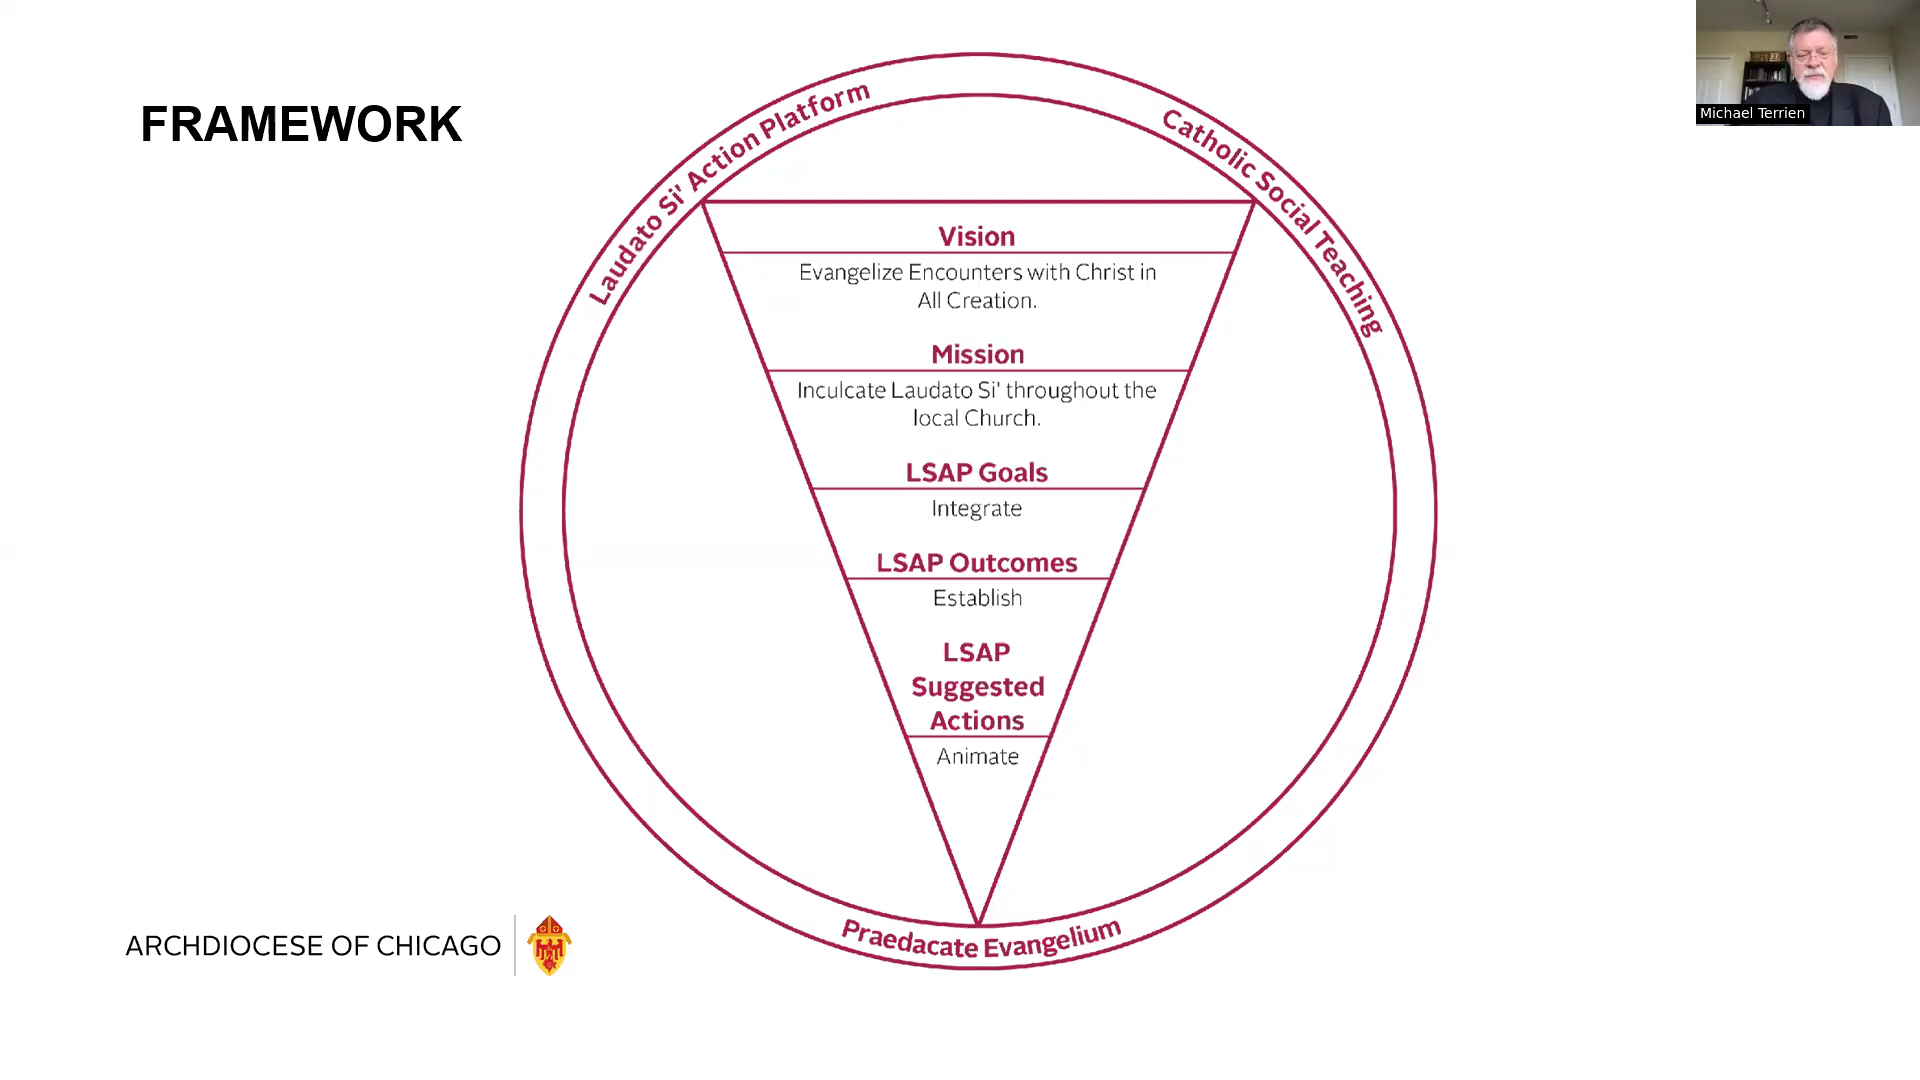 FRAMEWORK
Laudato Si' Action Platform
Catholic Social Teaching
Michael Terrien
Vision
Evangelize Encounters with Christ in
All Creation.
Mission
Inculcate Laudato Si' throughout the
local Church.
LSAP Goals
Integrate
LSAP Outcomes
Establish
LSAP
Suggested
Actions
Animate
Praedacate Evangelium
ARCHDIOCESE OF CHICAGO